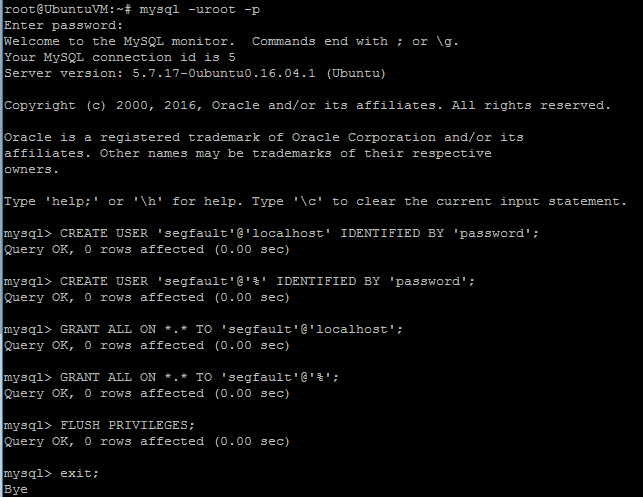 root@UbuntuVM:~# mysql -uroot -p
Enter password:
Welcome to the MySQL monitor.  Commands end with ; or \g.
Your MySQL connection id is 5
Server version: 5.7.17-0ubuntu0.16.04.1 (Ubuntu)
Copyright (c) 2000, 2016, Oracle and/or its affiliates. All rights reserved.
Oracle is a registered trademark of Oracle Corporation and/or its
affiliates. Other names may be trademarks of their respective
owners.
Type 'help;' or '\h' for help. Type '\c' to clear the current input statement.
mysql> CREATE USER 'segfault'@'localhost' IDENTIFIED BY 'password';
Query OK, 0 rows affected (0.00 sec)
mysql> CREATE USER 'segfault'@'%' IDENTIFIED BY 'password';
Query OK, 0 rows affected (0.00 sec)
mysql> GRANT ALL ON *.* TO 'segfault'@'localhost';
Query OK, 0 rows affected (0.00 sec)
mysql> GRANT ALL ON *.* TO 'segfault'@'%';
Query OK, 0 rows affected (0.00 sec)
mysql> FLUSH PRIVILEGES;
Query OK, 0 rows affected (0.00 sec)
mysql> exit;
Bye